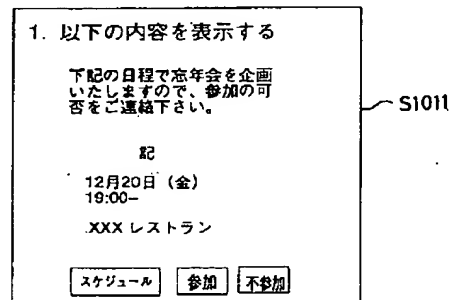 1. 以下の内容を表示する
下記の日程で忘年会を企画
いたしますので、参加の可
否をご連絡下さい。
記
12月20日（金）
19:00–
XXX レストラン
スケジュール 参加 不参加
S1011